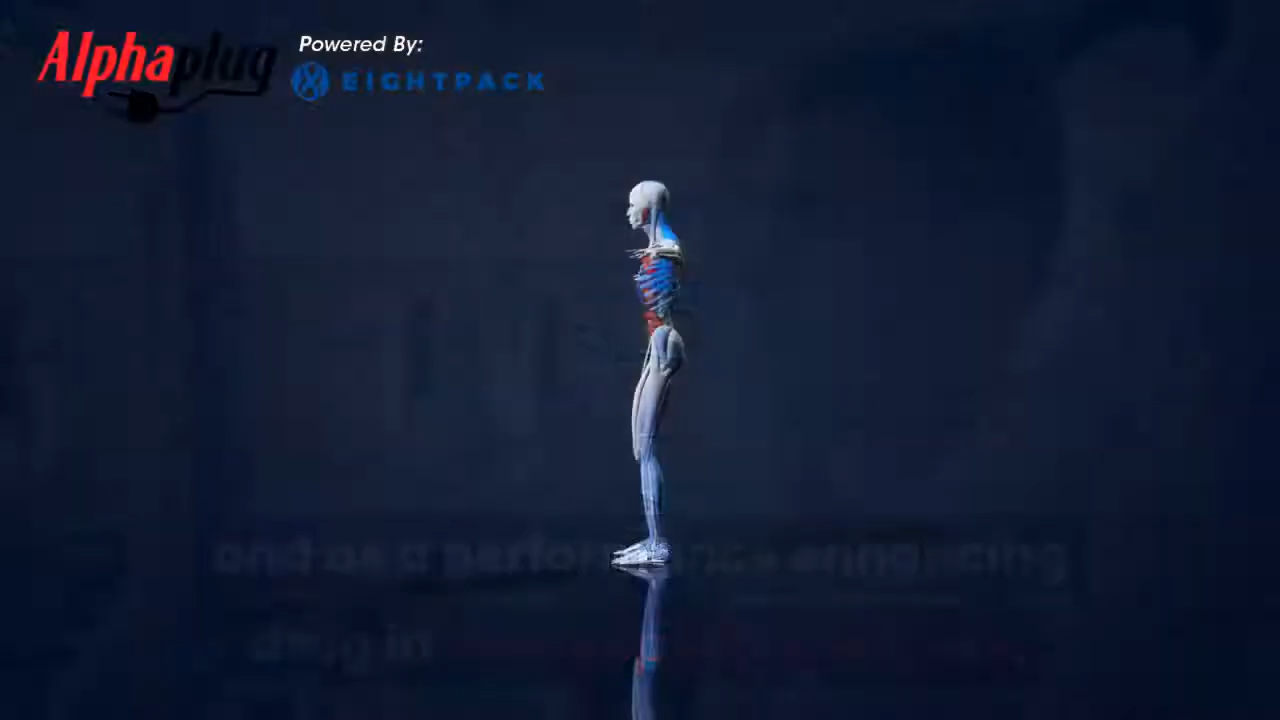 Alphaplug
Powered By:
EIGHTPACK
and as a performance enhancing
drug in